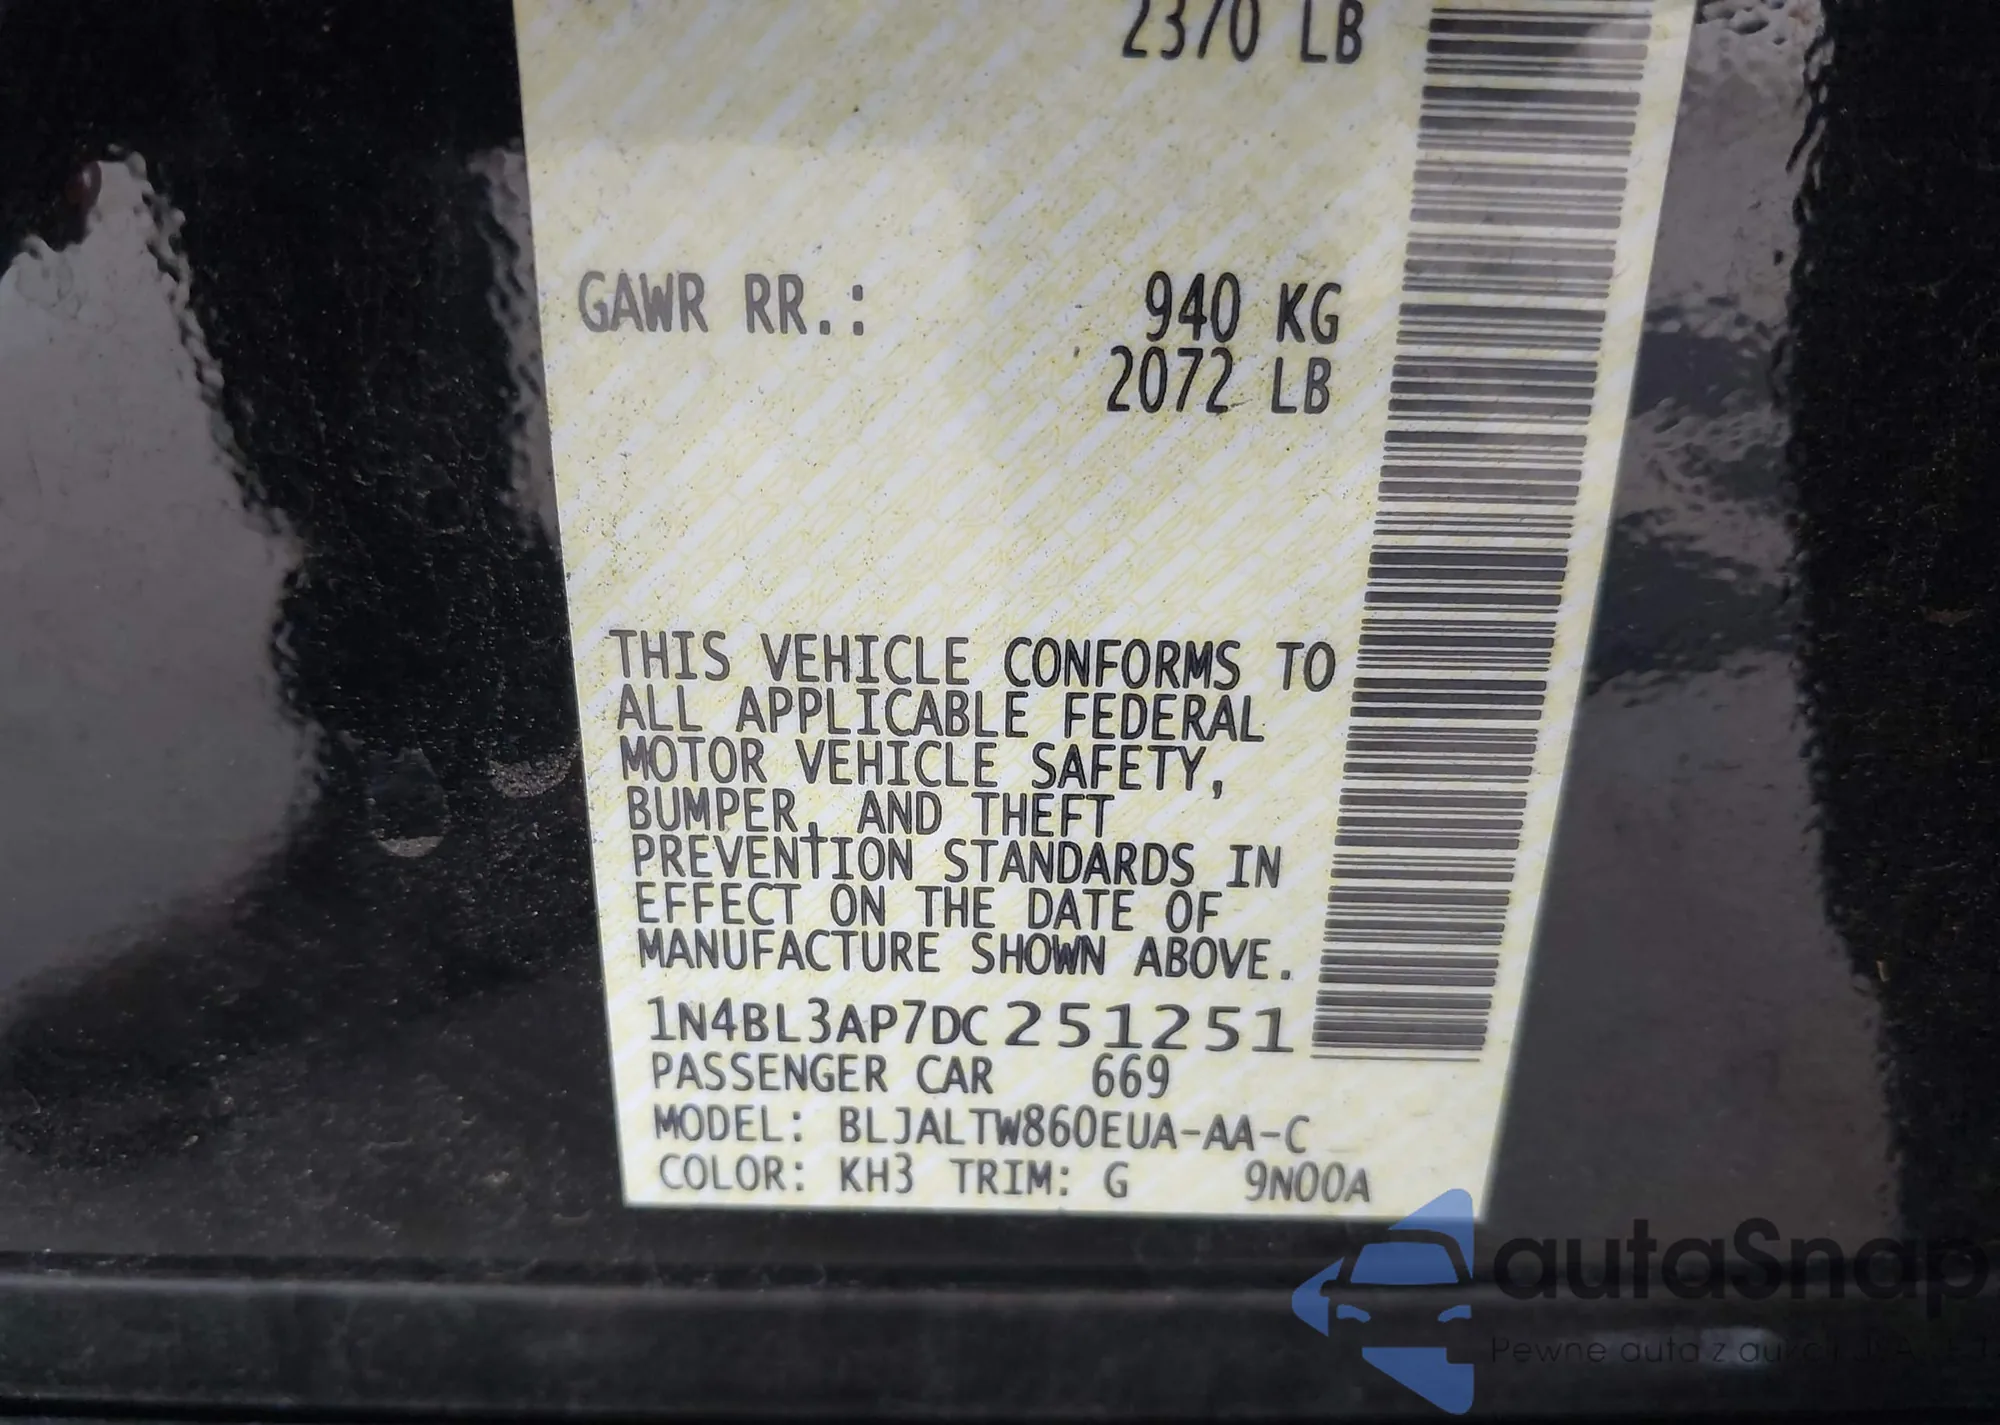 2370 LB
GAWR RR.: 940 KG
2072 LB
THIS VEHICLE CONFORMS TO
ALL APPLICABLE FEDERAL
MOTOR VEHICLE SAFETY,
BUMPER, AND THEFT
PREVENTION STANDARDS IN
EFFECT ON THE DATE OF
MANUFACTURE SHOWN ABOVE.
1N4BL3AP7DC251251
PASSENGER CAR 669
MODEL: BLJALTW860EUA-AA-C
COLOR: KH3 TRIM: G 9N00A
autaSnap
Pewne auta z